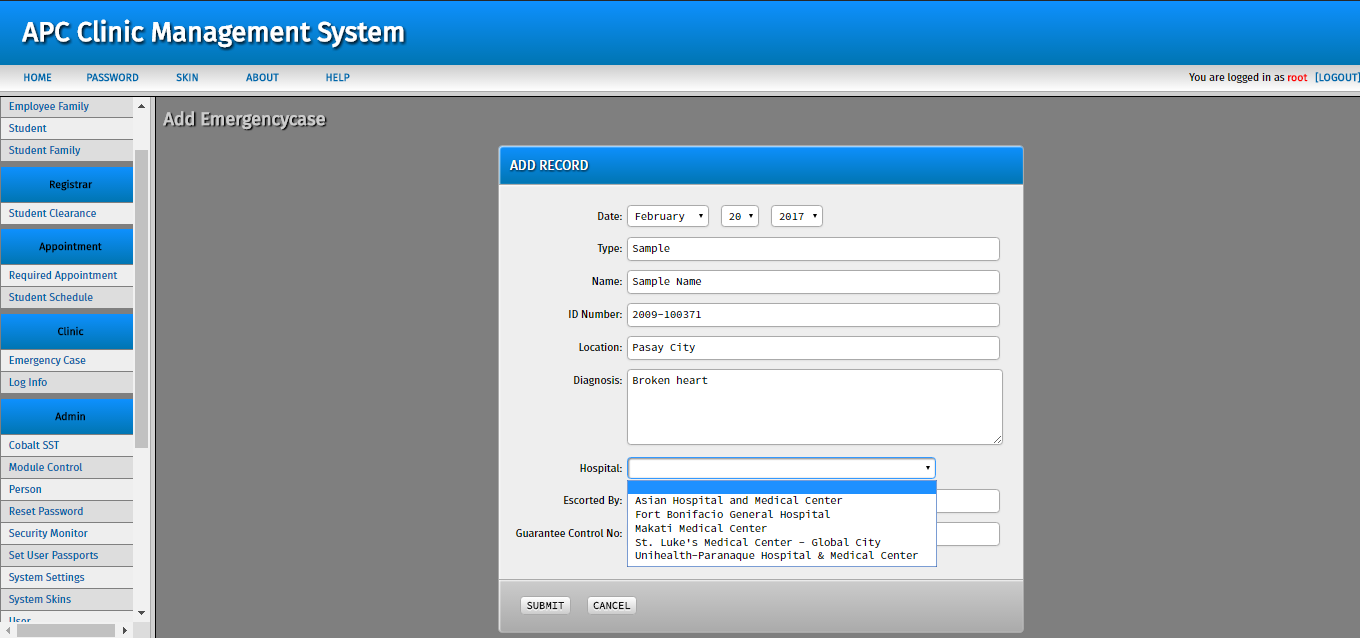 APC Clinic Management System
HOME PASSWORD SKIN ABOUT HELP You are logged in as root [LOGOUT]
Employee Family
Student
Student Family
Registrar
Student Clearance
Appointment
Required Appointment
Student Schedule
Clinic
Emergency Case
Log Info
Admin
Cobalt SST
Module Control
Person
Reset Password
Security Monitor
Set User Passports
System Settings
System Skins
User
Add Emergencycase
ADD RECORD
Date: February 20 2017
Type: Sample
Name: Sample Name
ID Number: 2009-100371
Location: Pasay City
Diagnosis: Broken heart
Hospital:
Asian Hospital and Medical Center
Fort Bonifacio General Hospital
Makati Medical Center
St. Luke's Medical Center - Global City
Unihealth-Paranaque Hospital & Medical Center
Escorted By:
Guarantee Control No:
SUBMIT CANCEL